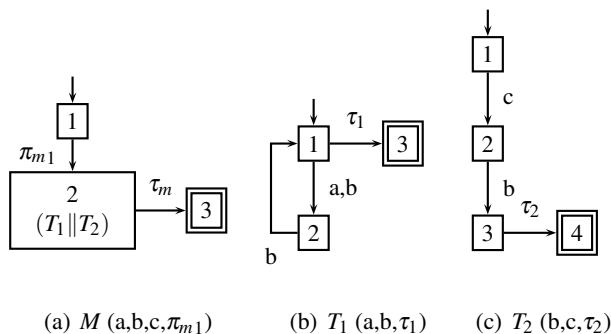 1
π_{m1}
2
(T_1||T_2)
τ_m
3
(a) M (a,b,c,π_{m1})
1
τ_1
3
a,b
2
b
(b) T_1 (a,b,τ_1)
1
c
2
b
3
τ_2
4
(c) T_2 (b,c,τ_2)